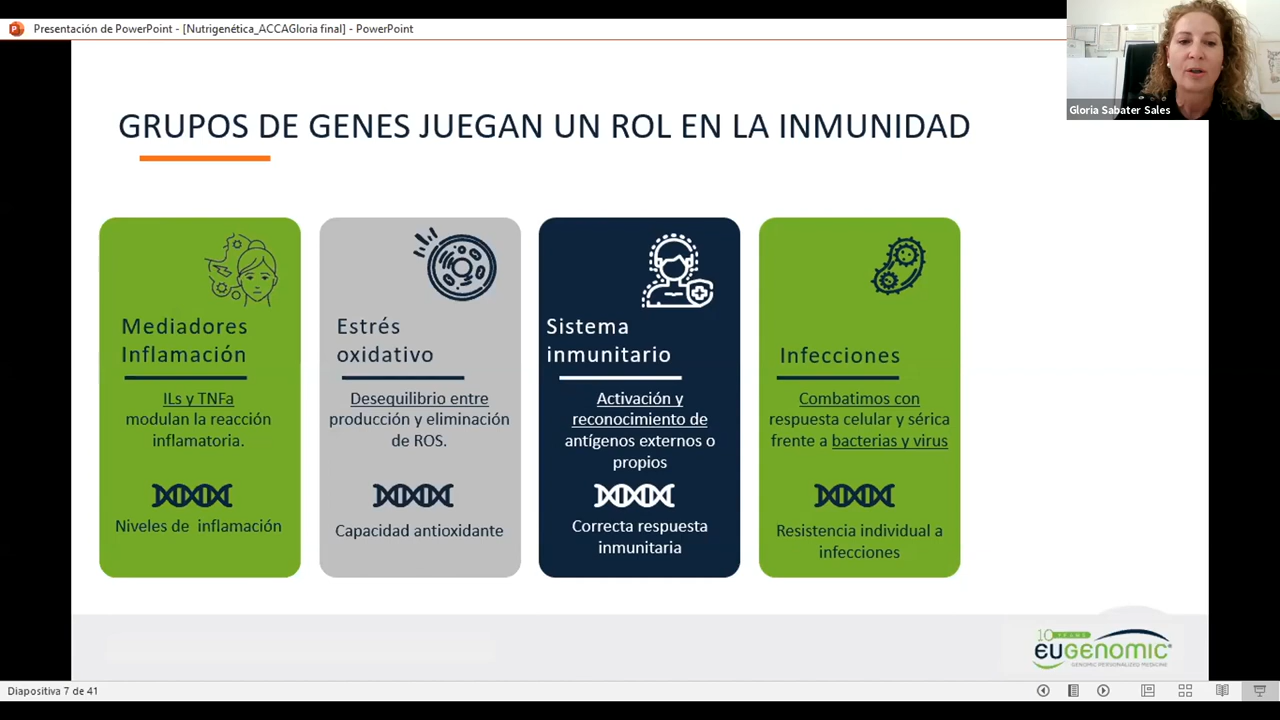 Presentación de PowerPoint - [Nutrigenética_ACCAGloria final] - PowerPoint
Gloria Sabater Sales
GRUPOS DE GENES JUEGAN UN ROL EN LA INMUNIDAD
Mediadores
Inflamación
ILs y TNFa
modulan la reacción
inflamatoria.
Niveles de inflamación
Estrés
oxidativo
Desequilibrio entre
producción y eliminación
de ROS.
Capacidad antioxidante
Sistema
inmunitario
Activación y
reconocimiento de
antígenos externos o
propios
Correcta respuesta
inmunitaria
Infecciones
Combatimos con
respuesta celular y sérica
frente a bacterias y virus
Resistencia individual a
infecciones
10 YEARS
EUGENOMIC®
GENOMIC PERSONALIZED MEDICINE
Diapositiva 7 de 41